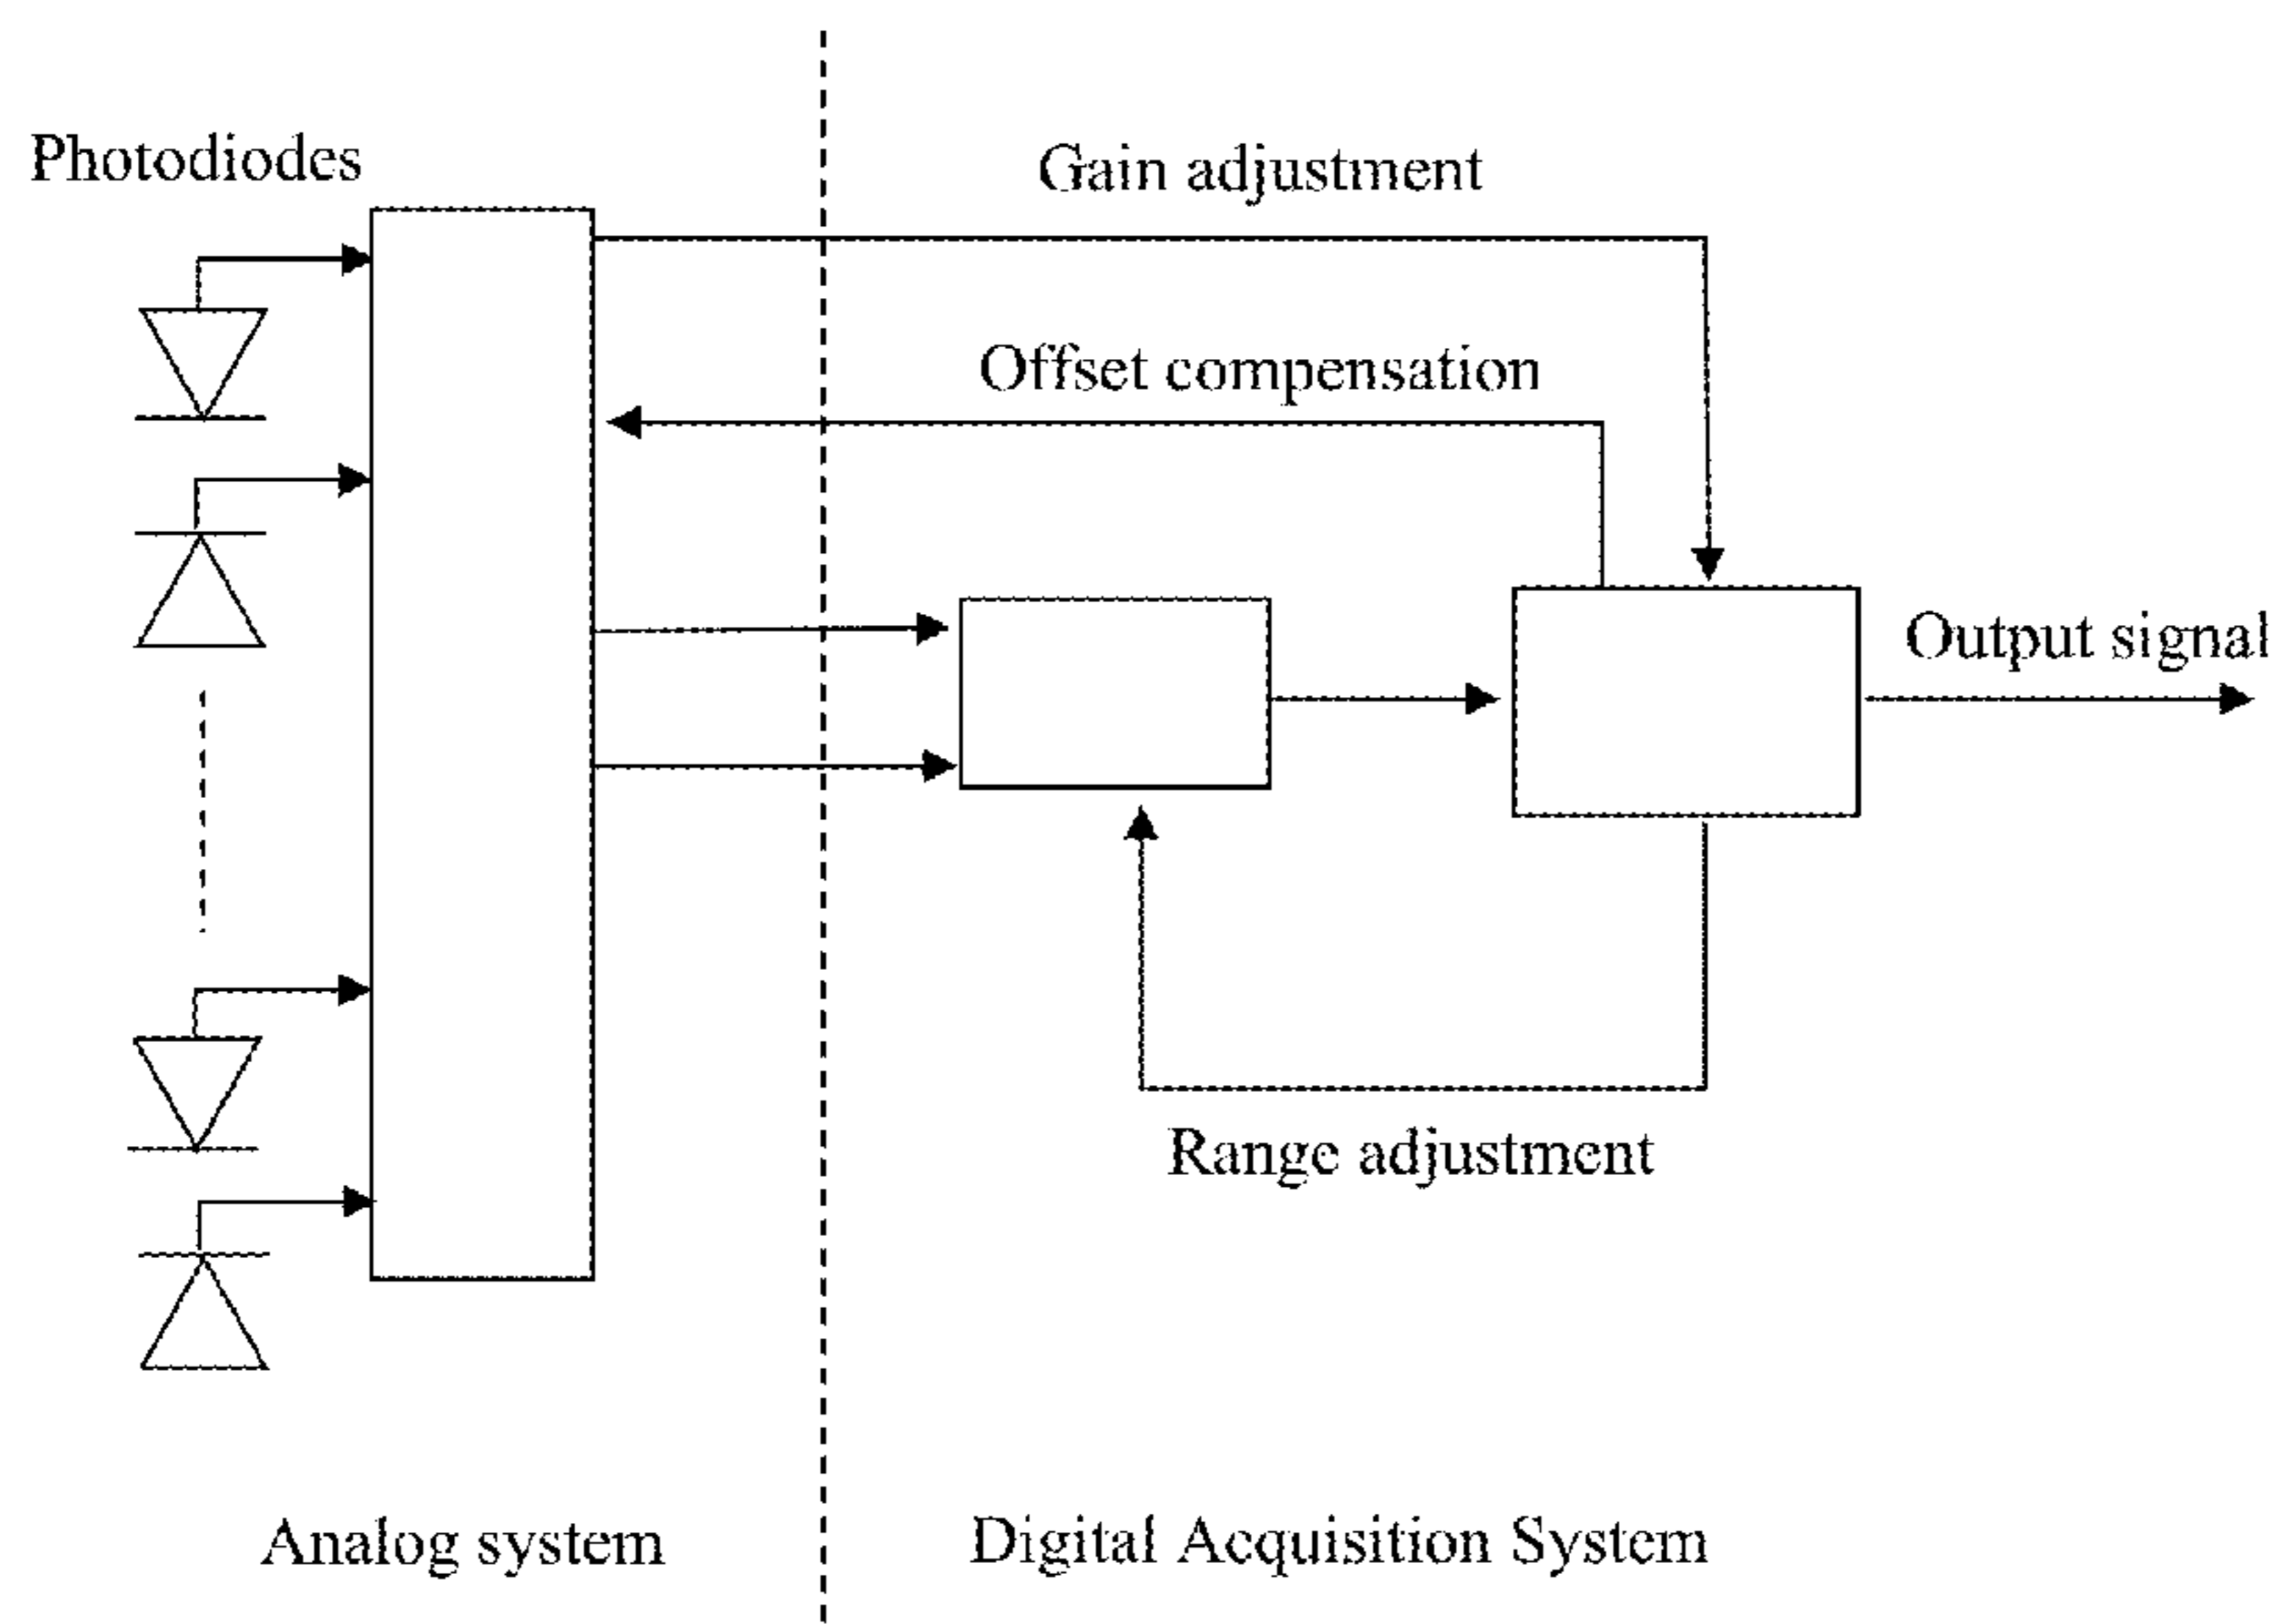 Photodiodes
Gain adjustment
Offset compensation
Output signal
Range adjustment
Analog system
Digital Acquisition System